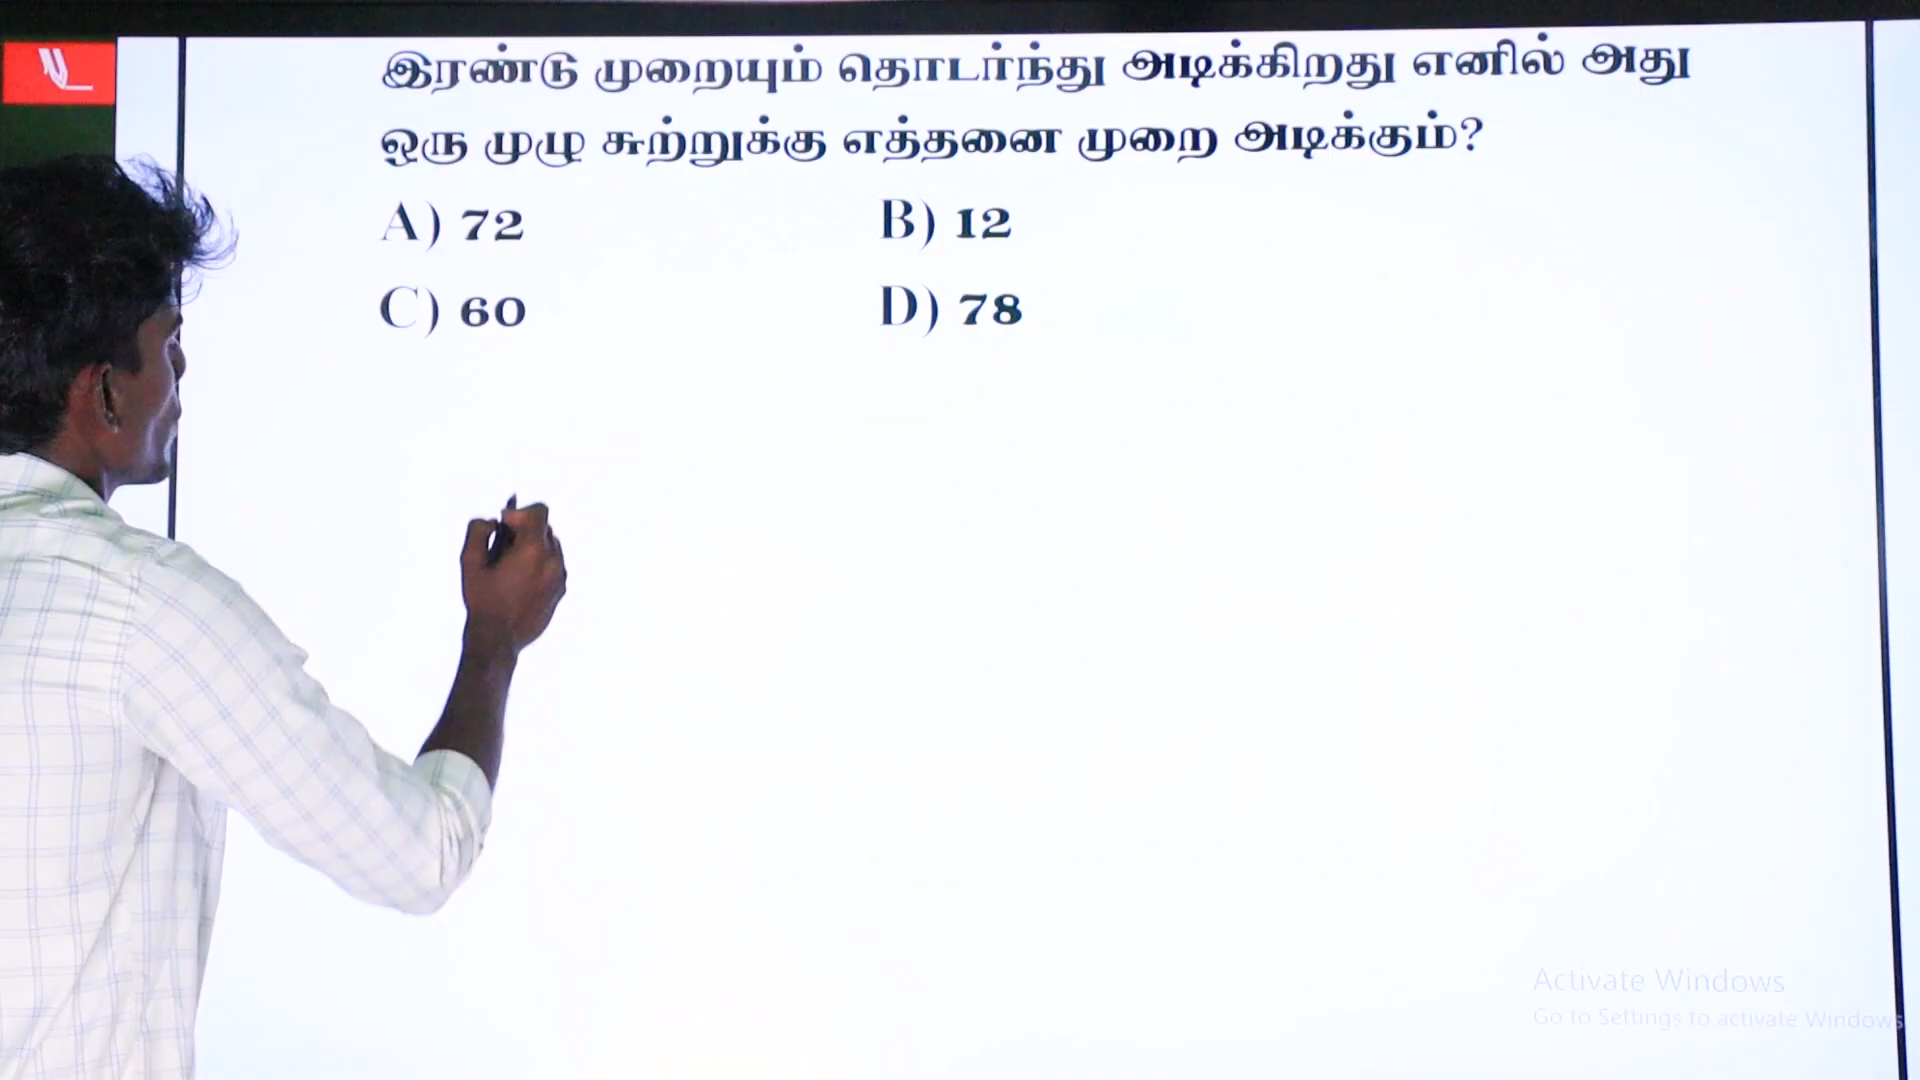 இரண்டு முறையும் தொடர்ந்து அடிக்கிறது எனில் அது
ஒரு முழு சுற்றுக்கு எத்தனை முறை அடிக்கும்?
A) 72 B) 12
C) 60 D) 78
Activate Windows
Go to Settings to activate Windows